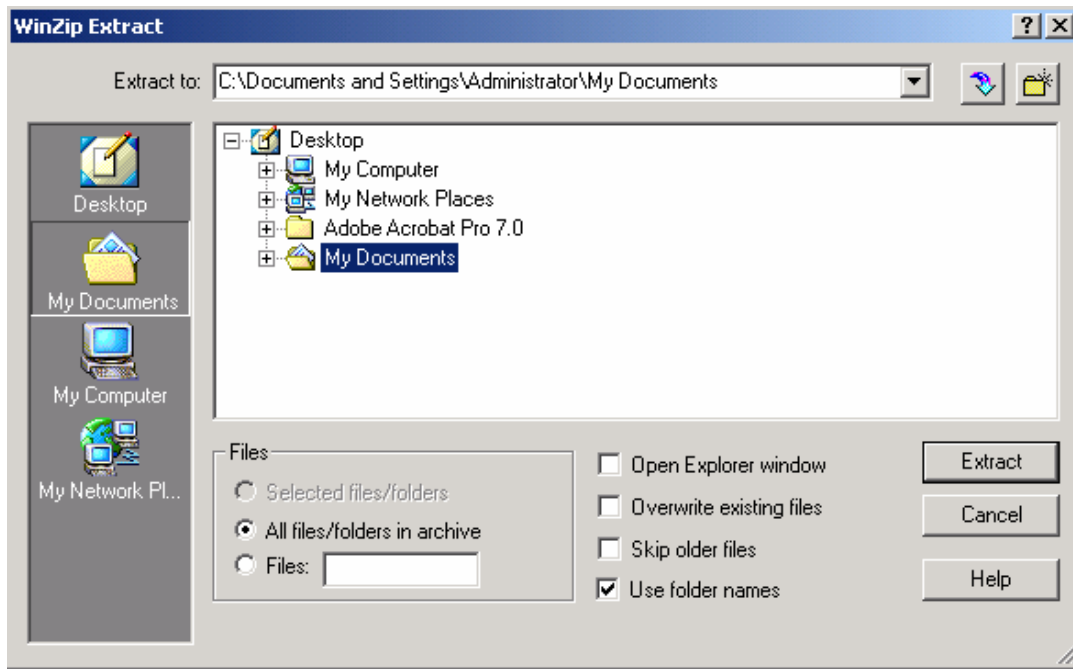 WinZip Extract
Extract to: C:\Documents and Settings\Administrator\My Documents
Desktop
My Documents
My Computer
My Network Pl...
Desktop
My Computer
My Network Places
Adobe Acrobat Pro 7.0
My Documents
Files
Selected files/folders
All files/folders in archive
Files:
Open Explorer window
Overwrite existing files
Skip older files
Use folder names
Extract
Cancel
Help